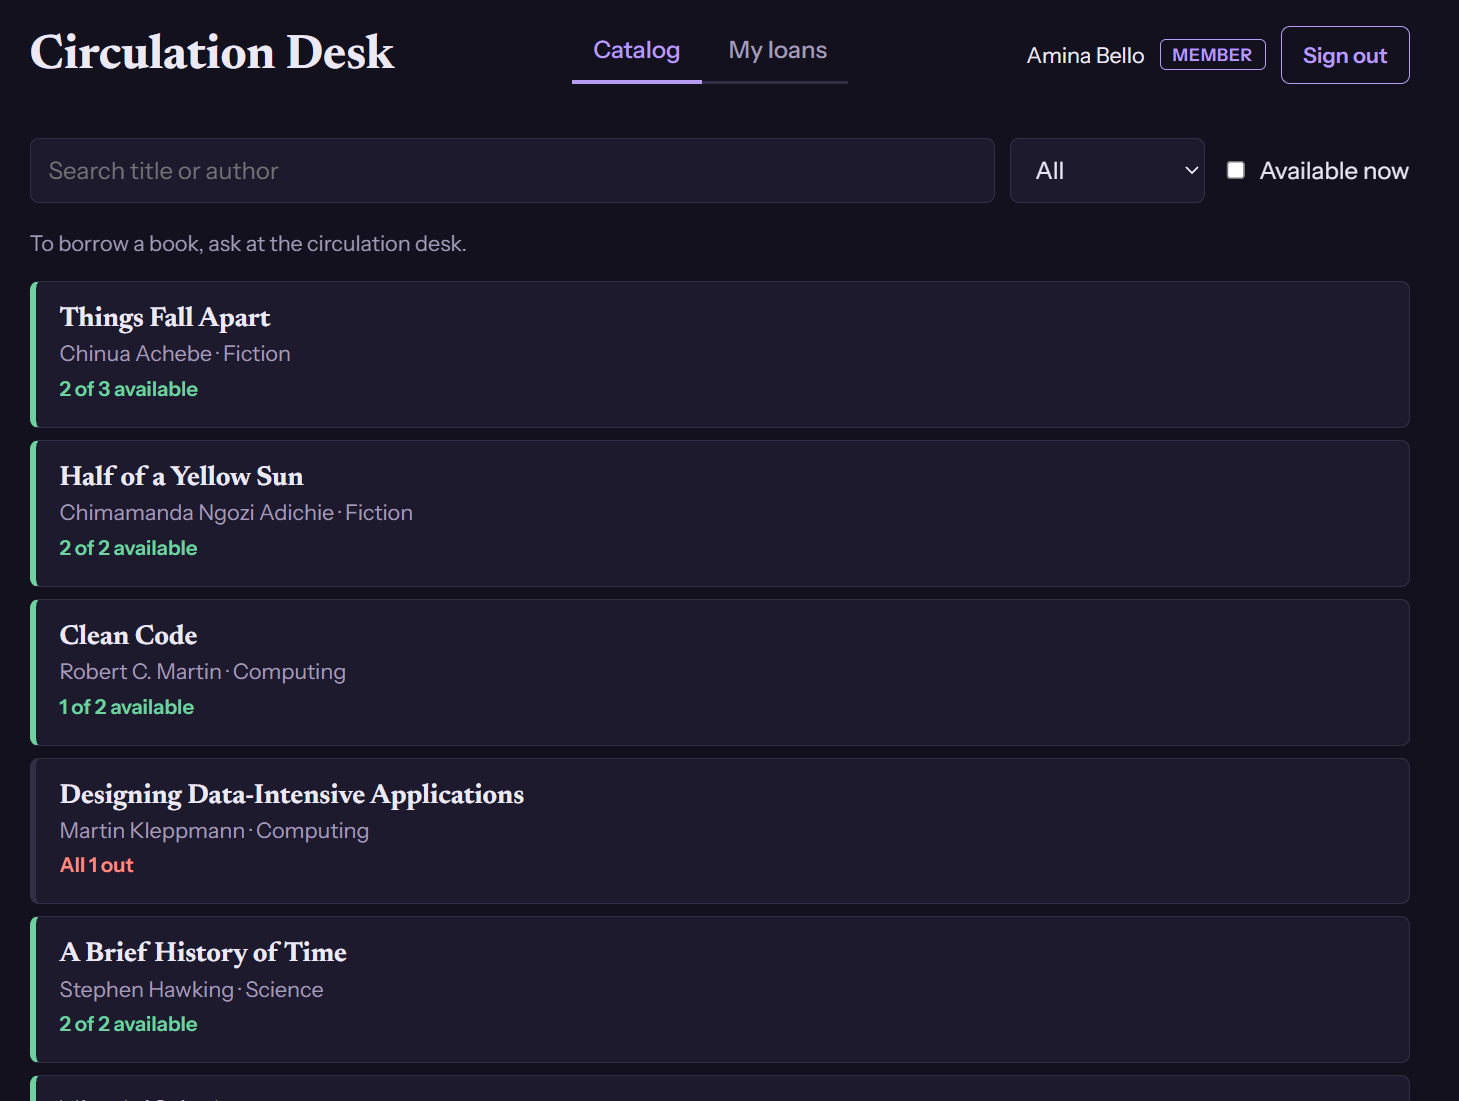 Circulation Desk
Catalog
My loans
Amina Bello
MEMBER
Sign out
Search title or author
All
Available now
To borrow a book, ask at the circulation desk.
Things Fall Apart
Chinua Achebe · Fiction
2 of 3 available
Half of a Yellow Sun
Chimamanda Ngozi Adichie · Fiction
2 of 2 available
Clean Code
Robert C. Martin · Computing
1 of 2 available
Designing Data-Intensive Applications
Martin Kleppmann · Computing
All 1 out
A Brief History of Time
Stephen Hawking · Science
2 of 2 available